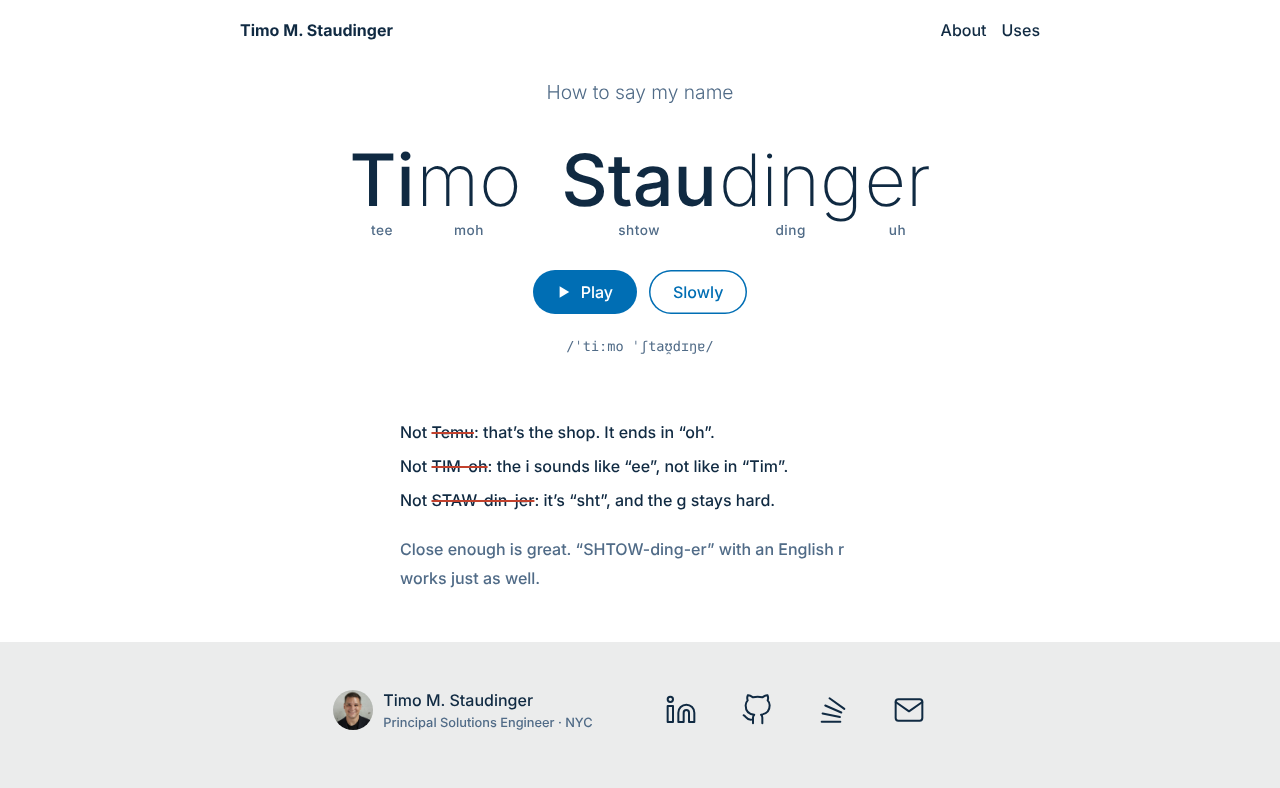 Timo M. Staudinger
About Uses
How to say my name
Timo Staudinger
tee moh shtow ding uh
Play Slowly
/ˈtiːmo ˈʃtaʊ̯dɪŋɐ/
Not Temu: that’s the shop. It ends in “oh”.
Not TIM-oh: the i sounds like “ee”, not like in “Tim”.
Not STAW-din-jer: it’s “sht”, and the g stays hard.
Close enough is great. “SHTOW-ding-er” with an English r
works just as well.
Timo M. Staudinger
Principal Solutions Engineer · NYC